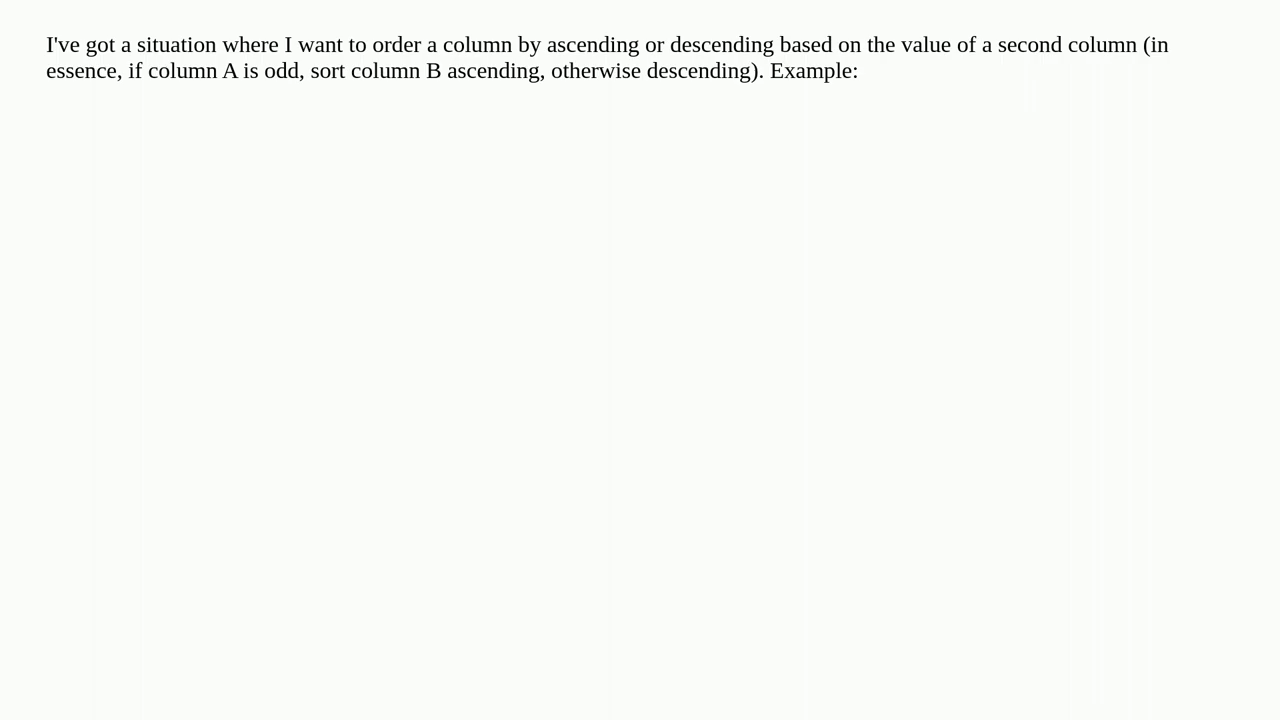 I've got a situation where I want to order a column by ascending or descending based on the value of a second column (in
essence, if column A is odd, sort column B ascending, otherwise descending). Example: